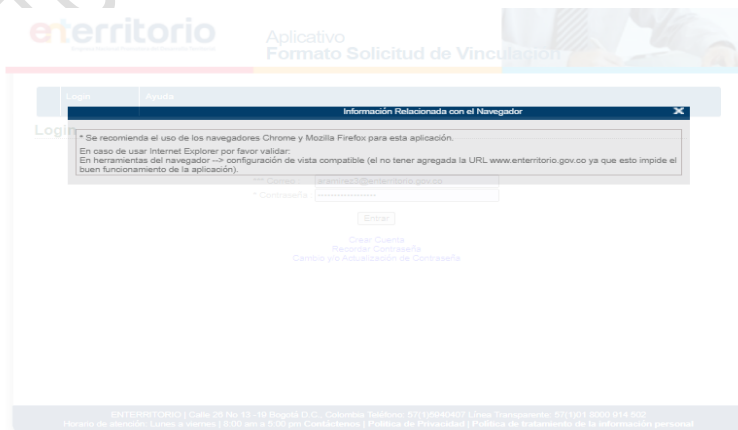 enterritorio
Aplicativo
Formato Solicitud de Vinculación
Login Ayuda
Información Relacionada con el Navegador
Login
* Se recomienda el uso de los navegadores Chrome y Mozilla Firefox para esta aplicación.
En caso de usar Internet Explorer por favor validar:
En herramientas del navegador --> configuración de vista compatible (el no tener agregada la URL www.enterritorio.gov.co ya que esto impide el
buen funcionamiento de la aplicación).
Correo
* Contraseña
Entrar
Crear Cuenta
Recordar Contraseña
Cambio y/o Actualización de Contraseña
ENTERRITORIO | Calle 26 No 13 -19 Bogotá D.C., Colombia Teléfono: 57(1)5940407 Línea Transparente: 57(1)01 8000 914 502
Horario de atención: Lunes a viernes | 8:00 am a 5:00 pm Contáctenos | Política de Privacidad | Política de tratamiento de la información personal